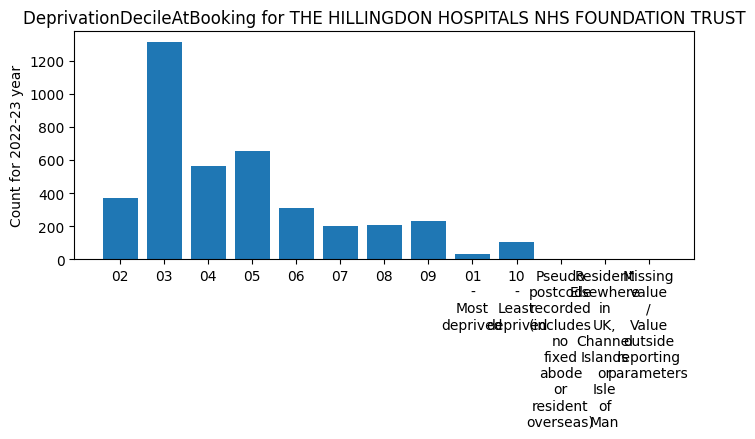 DeprivationDecileAtBooking for THE HILLINGDON HOSPITALS NHS FOUNDATION TRUST
Count for 2022-23 year
1200
1000
800
600
400
200
0
02
03
04
05
06
07
08
09
01
-
Most
deprived
10
-
Least
deprived
Pseudo
postcode
recorded
(includes
no
fixed
abode
or
resident
overseas)
Resident
Elsewhere
in
UK,
Channel
Islands
or
Isle
of
Man
Missing
value
/
Value
outside
reporting
parameters